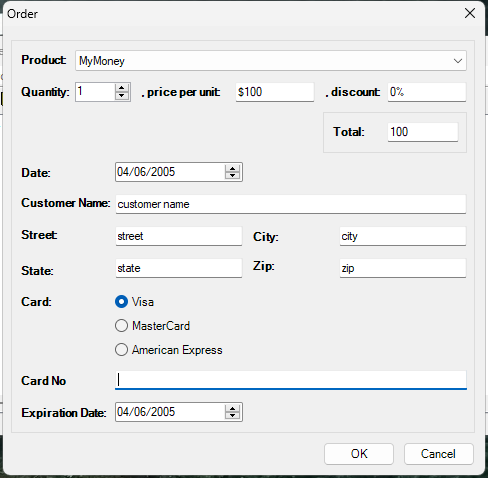 Order
Product: MyMoney
Quantity: 1 , price per unit: $100 , discount: 0%
Total: 100
Date: 04/06/2005
Customer Name: customer name
Street: street City: city
State: state Zip: zip
Card: Visa
MasterCard
American Express
Card No
Expiration Date: 04/06/2005
OK Cancel